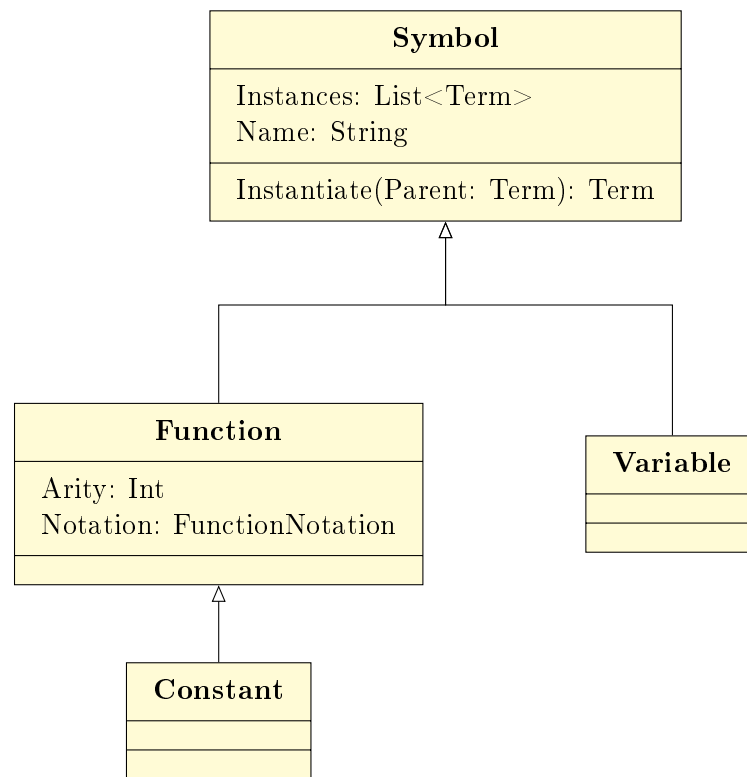 Symbol
Instances: List<Term>
Name: String
Instantiate(Parent: Term): Term
Function
Arity: Int
Notation: FunctionNotation
Variable
Constant